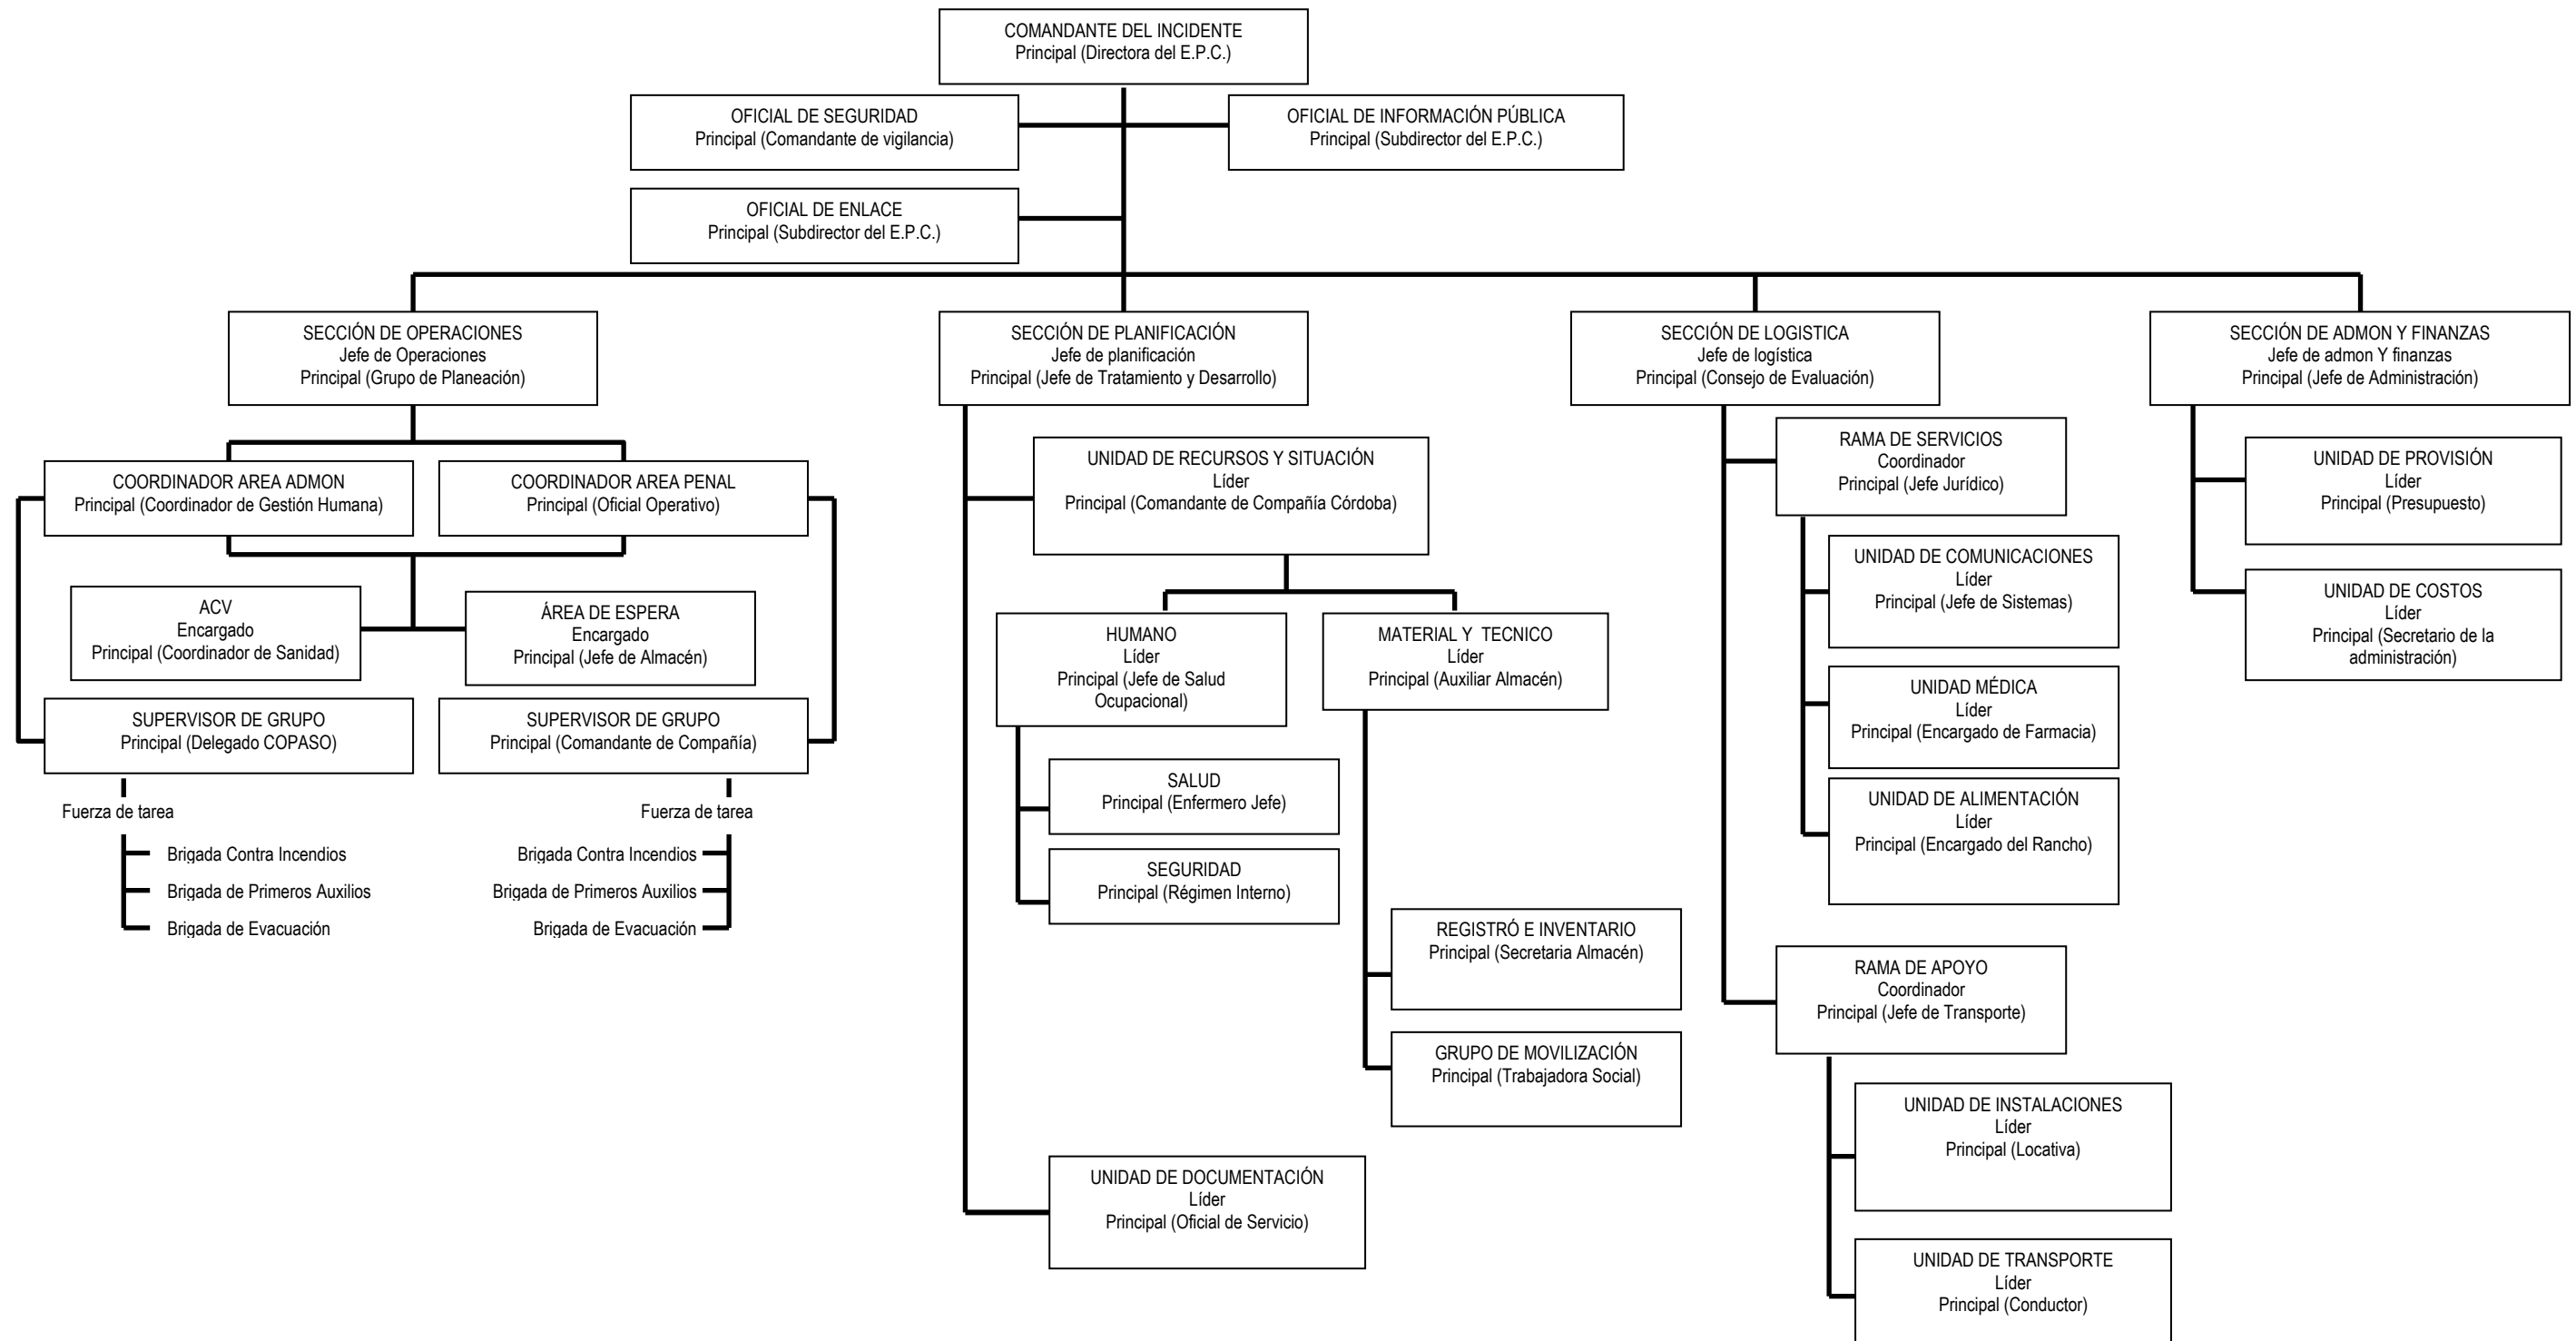 COMANDANTE DEL INCIDENTE
Principal (Directora del E.P.C.)
OFICIAL DE SEGURIDAD
Principal (Comandante de vigilancia)
OFICIAL DE INFORMACIÓN PÚBLICA
Principal (Subdirector del E.P.C.)
OFICIAL DE ENLACE
Principal (Subdirector del E.P.C.)
SECCIÓN DE OPERACIONES
Jefe de Operaciones
Principal (Grupo de Planeación)
COORDINADOR AREA ADMON
Principal (Coordinador de Gestión Humana)
COORDINADOR AREA PENAL
Principal (Oficial Operativo)
ACV
Encargado
Principal (Coordinador de Sanidad)
ÁREA DE ESPERA
Encargado
Principal (Jefe de Almacén)
SUPERVISOR DE GRUPO
Principal (Delegado COPASO)
SUPERVISOR DE GRUPO
Principal (Comandante de Compañía)
Fuerza de tarea
Brigada Contra Incendios
Brigada de Primeros Auxilios
Brigada de Evacuación
Fuerza de tarea
Brigada Contra Incendios
Brigada de Primeros Auxilios
Brigada de Evacuación
SECCIÓN DE PLANIFICACIÓN
Jefe de planificación
Principal (Jefe de Tratamiento y Desarrollo)
UNIDAD DE RECURSOS Y SITUACIÓN
Líder
Principal (Comandante de Compañía Córdoba)
HUMANO
Líder
Principal (Jefe de Salud
Ocupacional)
MATERIAL Y TECNICO
Líder
Principal (Auxiliar Almacén)
SALUD
Principal (Enfermero Jefe)
SEGURIDAD
Principal (Régimen Interno)
REGISTRÓ E INVENTARIO
Principal (Secretaria Almacén)
GRUPO DE MOVILIZACIÓN
Principal (Trabajadora Social)
UNIDAD DE DOCUMENTACIÓN
Líder
Principal (Oficial de Servicio)
SECCIÓN DE LOGISTICA
Jefe de logística
Principal (Consejo de Evaluación)
RAMA DE SERVICIOS
Coordinador
Principal (Jefe Jurídico)
UNIDAD DE COMUNICACIONES
Líder
Principal (Jefe de Sistemas)
UNIDAD MÉDICA
Líder
Principal (Encargado de Farmacia)
UNIDAD DE ALIMENTACIÓN
Líder
Principal (Encargado del Rancho)
RAMA DE APOYO
Coordinador
Principal (Jefe de Transporte)
UNIDAD DE INSTALACIONES
Líder
Principal (Locativa)
UNIDAD DE TRANSPORTE
Líder
Principal (Conductor)
SECCIÓN DE ADMON Y FINANZAS
Jefe de admon Y finanzas
Principal (Jefe de Administración)
UNIDAD DE PROVISIÓN
Líder
Principal (Presupuesto)
UNIDAD DE COSTOS
Líder
Principal (Secretario de la
administración)